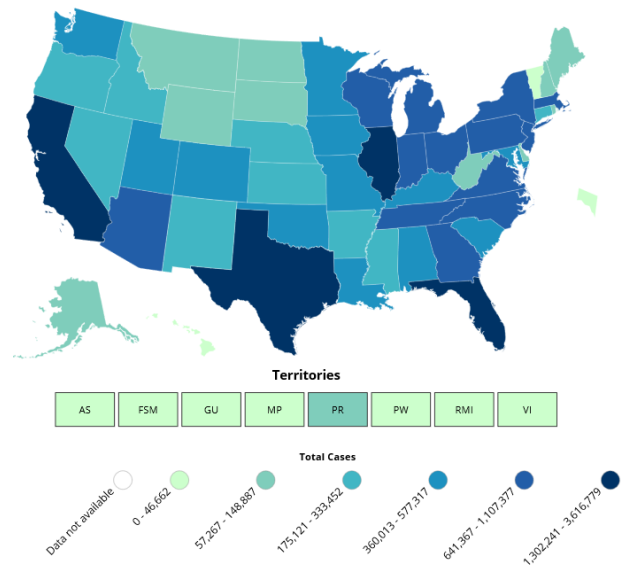 Territories
AS FSM GU MP PR PW RMI VI
Total Cases
Data not available
0 - 46,662
57,267 - 148,887
175,121 - 333,452
360,013 - 577,317
641,367 - 1,107,377
1,302,241 - 3,616,779